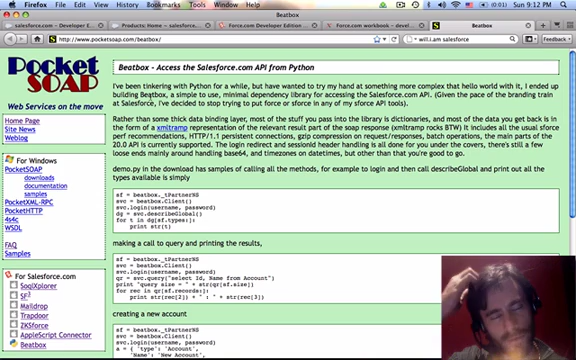 Firefox File Edit View History Bookmarks Tools Window Help
(0:01) Sun 9:12 PM
Beatbox
salesforce.com - Developer E...
Products: Home - Salesforce...
Force.com Developer Edition ...
Force.com workbook - devel...
Beatbox
http://www.pocketsoap.com/beatbox/
will.i.am salesforce
Pocket
SOAP
Web Services on the move
Home Page
Site News
Weblog
For Windows
PocketSOAP
downloads
documentation
samples
PocketXML-RPC
PocketHTTP
4s4c
WSDL
FAQ
Samples
For Salesforce.com
SoqlXplorer
SF³
Maildrop
Trapdoor
ZKSforce
AppleScript Connector
Beatbox
Beatbox - Access the Salesforce.com API from Python
I've been tinkering with Python for a while, but have wanted to try my hand at something more complex that hello world with it, I ended up
building Beatbox, a simple to use, minimal dependency library for accessing the Salesforce.com API. (Given the pace of the branding train
at Salesforce, I've decided to stop trying to put force or sforce in any of my sforce API tools).
Rather than some thick data binding layer, most of the stuff you pass into the library is dictionaries, and most of the data you get back is in
the form of a xmltramp representation of the relevant result part of the soap response (xmltramp rocks BTW) it includes all the usual sforce
perf recommendations, HTTP/1.1 persistent connections, gzip compression on request/responses, batch operations, the main parts of the
20.0 API is currently supported. The login redirect and sessionId header handling is all done for you under the covers, there's still a few
loose ends mainly around handling base64, and timezones on datetimes, but other than that you're good to go.
demo.py in the download has samples of calling all the methods, for example to login and then call describeGlobal and print out all the
types available is simply
sf = beatbox._tPartnerNS
svc = beatbox.Client()
svc.login(username, password)
dg = svc.describeGlobal()
for t in dg[sf.types:]:
print str(t)
making a call to query and printing the results,
sf = beatbox._tPartnerNS
svc = beatbox.Client()
svc.login(username, password)
qr = svc.query("select Id, Name from Account")
print "query size = " + str(qr[sf.size])
for rec in qr[sf.records:]:
print str(rec[2]) + " : " + str(rec[3])
creating a new account
sf = beatbox._tPartnerNS
svc = beatbox.Client()
svc.login(username, password)
a = { 'type': 'Account',
'Name': 'New Account',